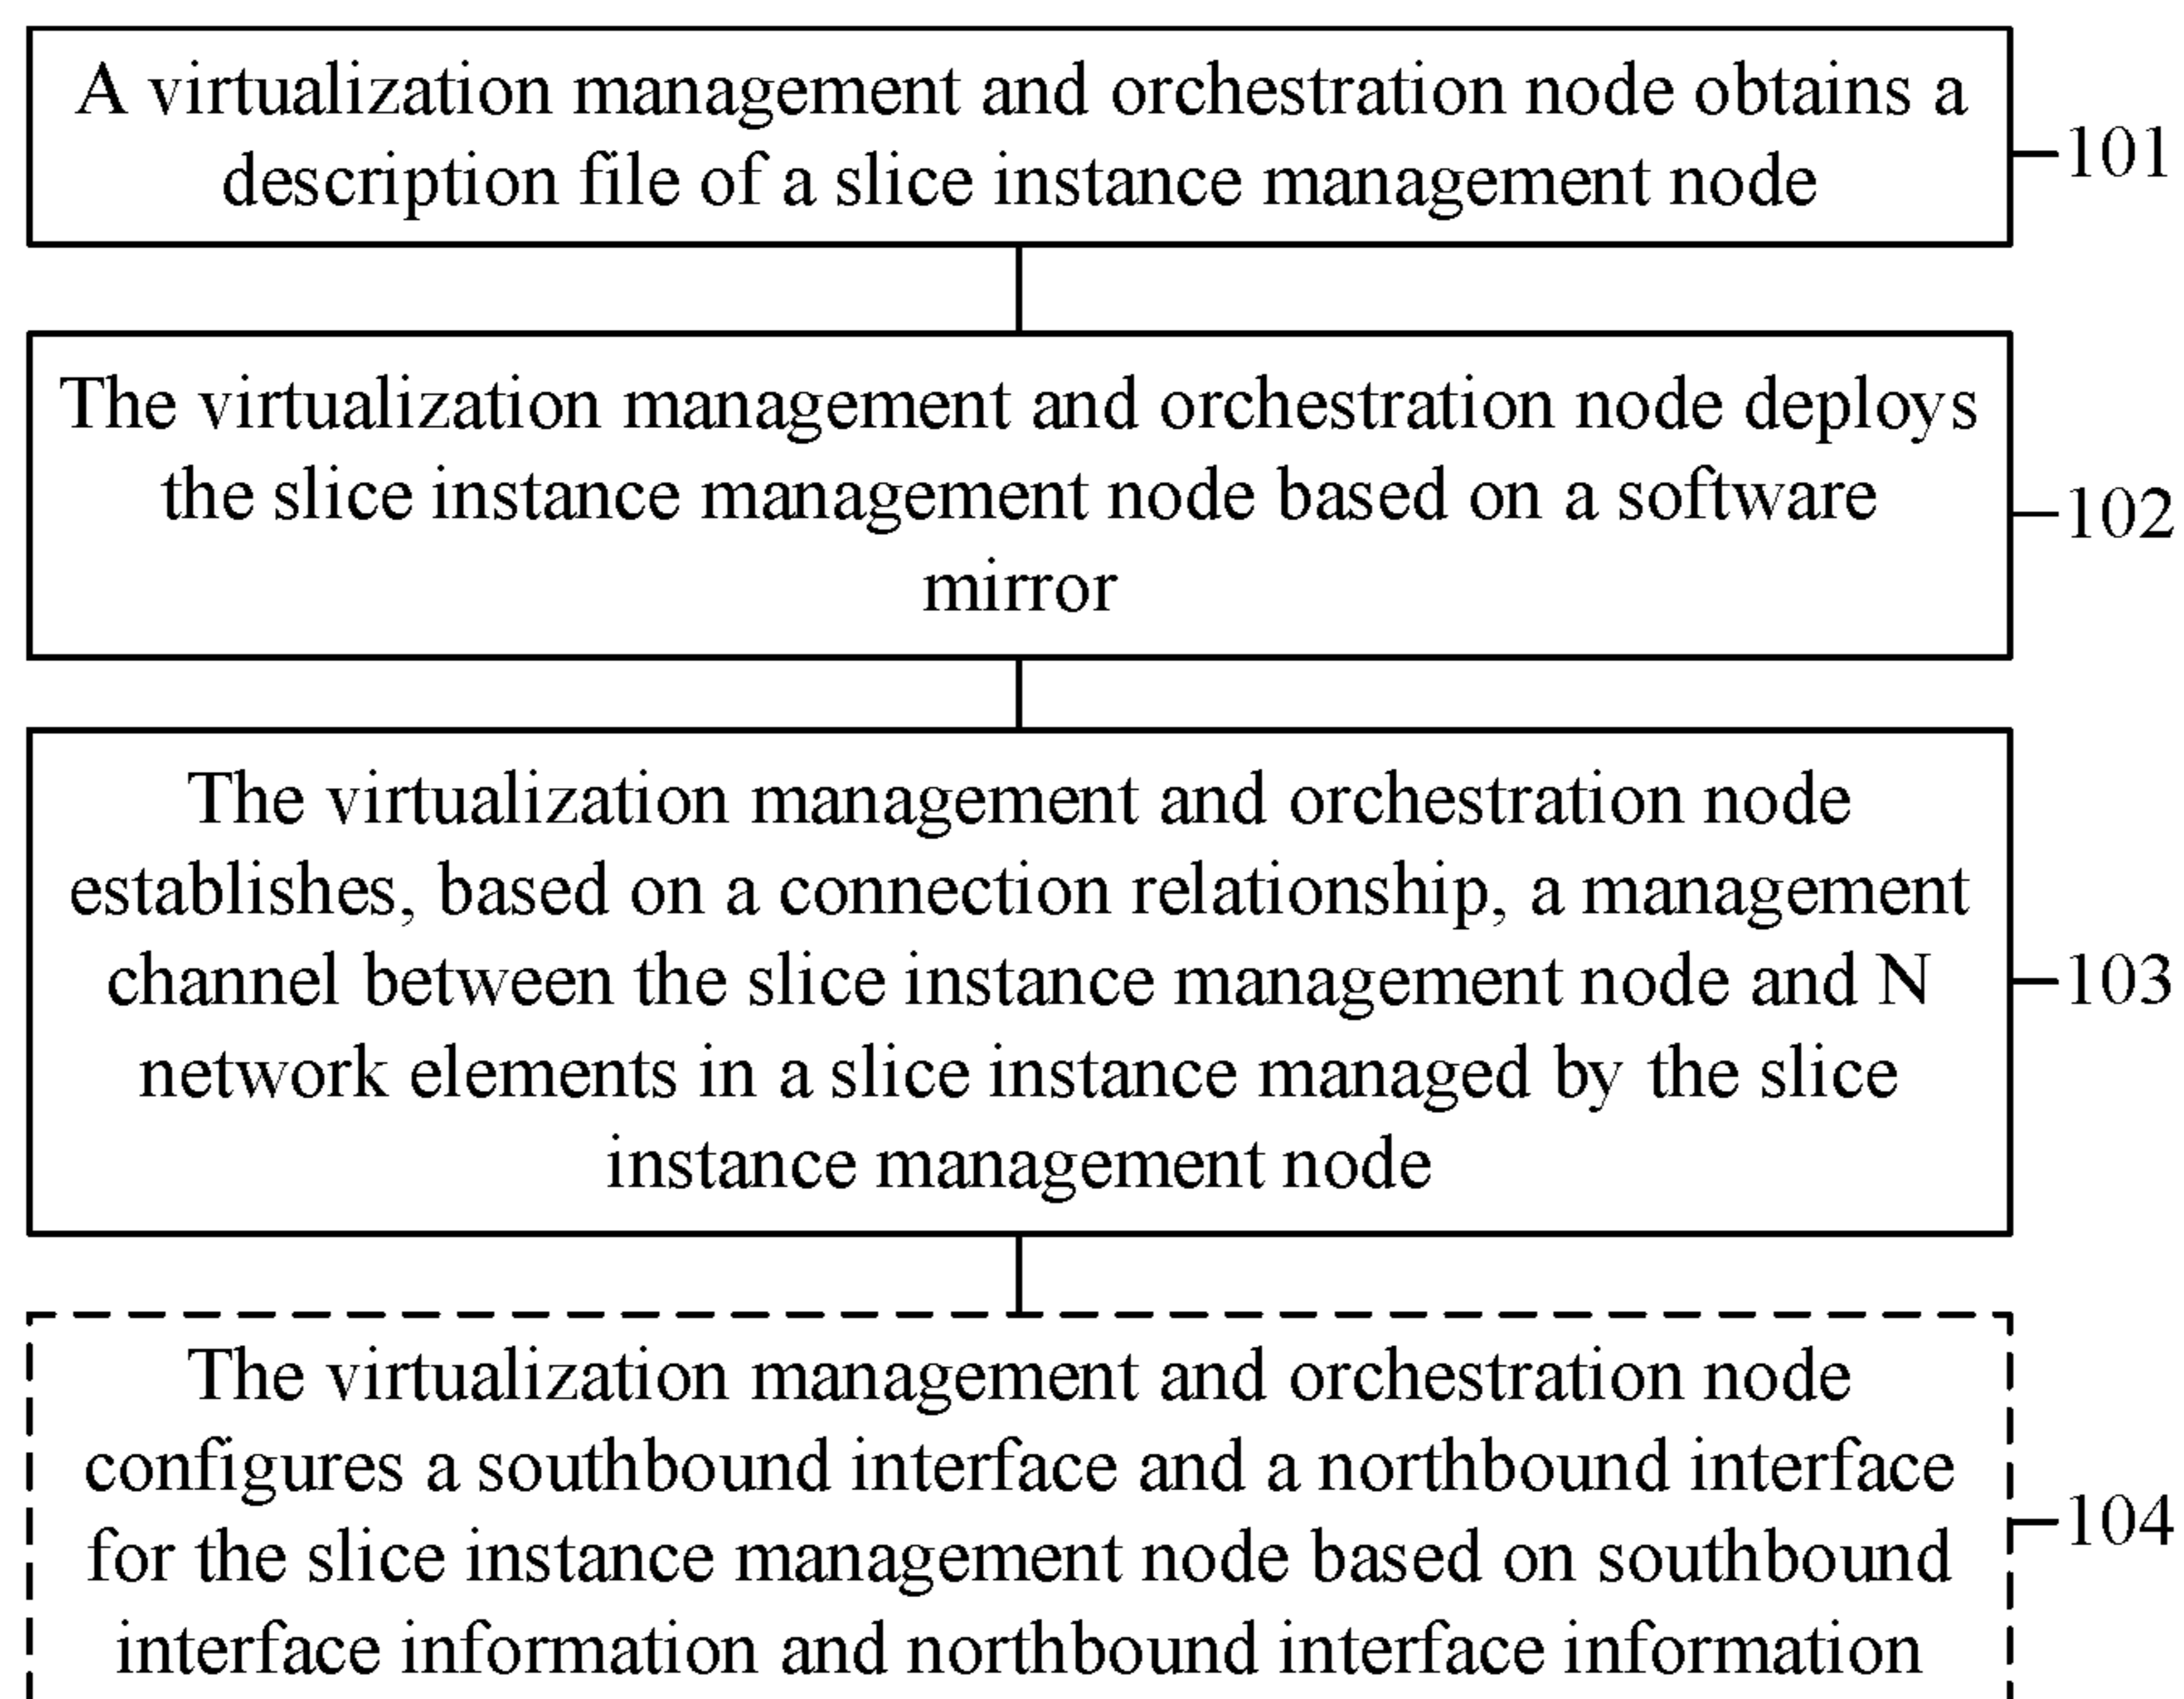 A virtualization management and orchestration node obtains a
description file of a slice instance management node
101
The virtualization management and orchestration node deploys
the slice instance management node based on a software
mirror
102
The virtualization management and orchestration node
establishes, based on a connection relationship, a management
channel between the slice instance management node and N
network elements in a slice instance managed by the slice
instance management node
103
The virtualization management and orchestration node
configures a southbound interface and a northbound interface
for the slice instance management node based on southbound
interface information and northbound interface information
104